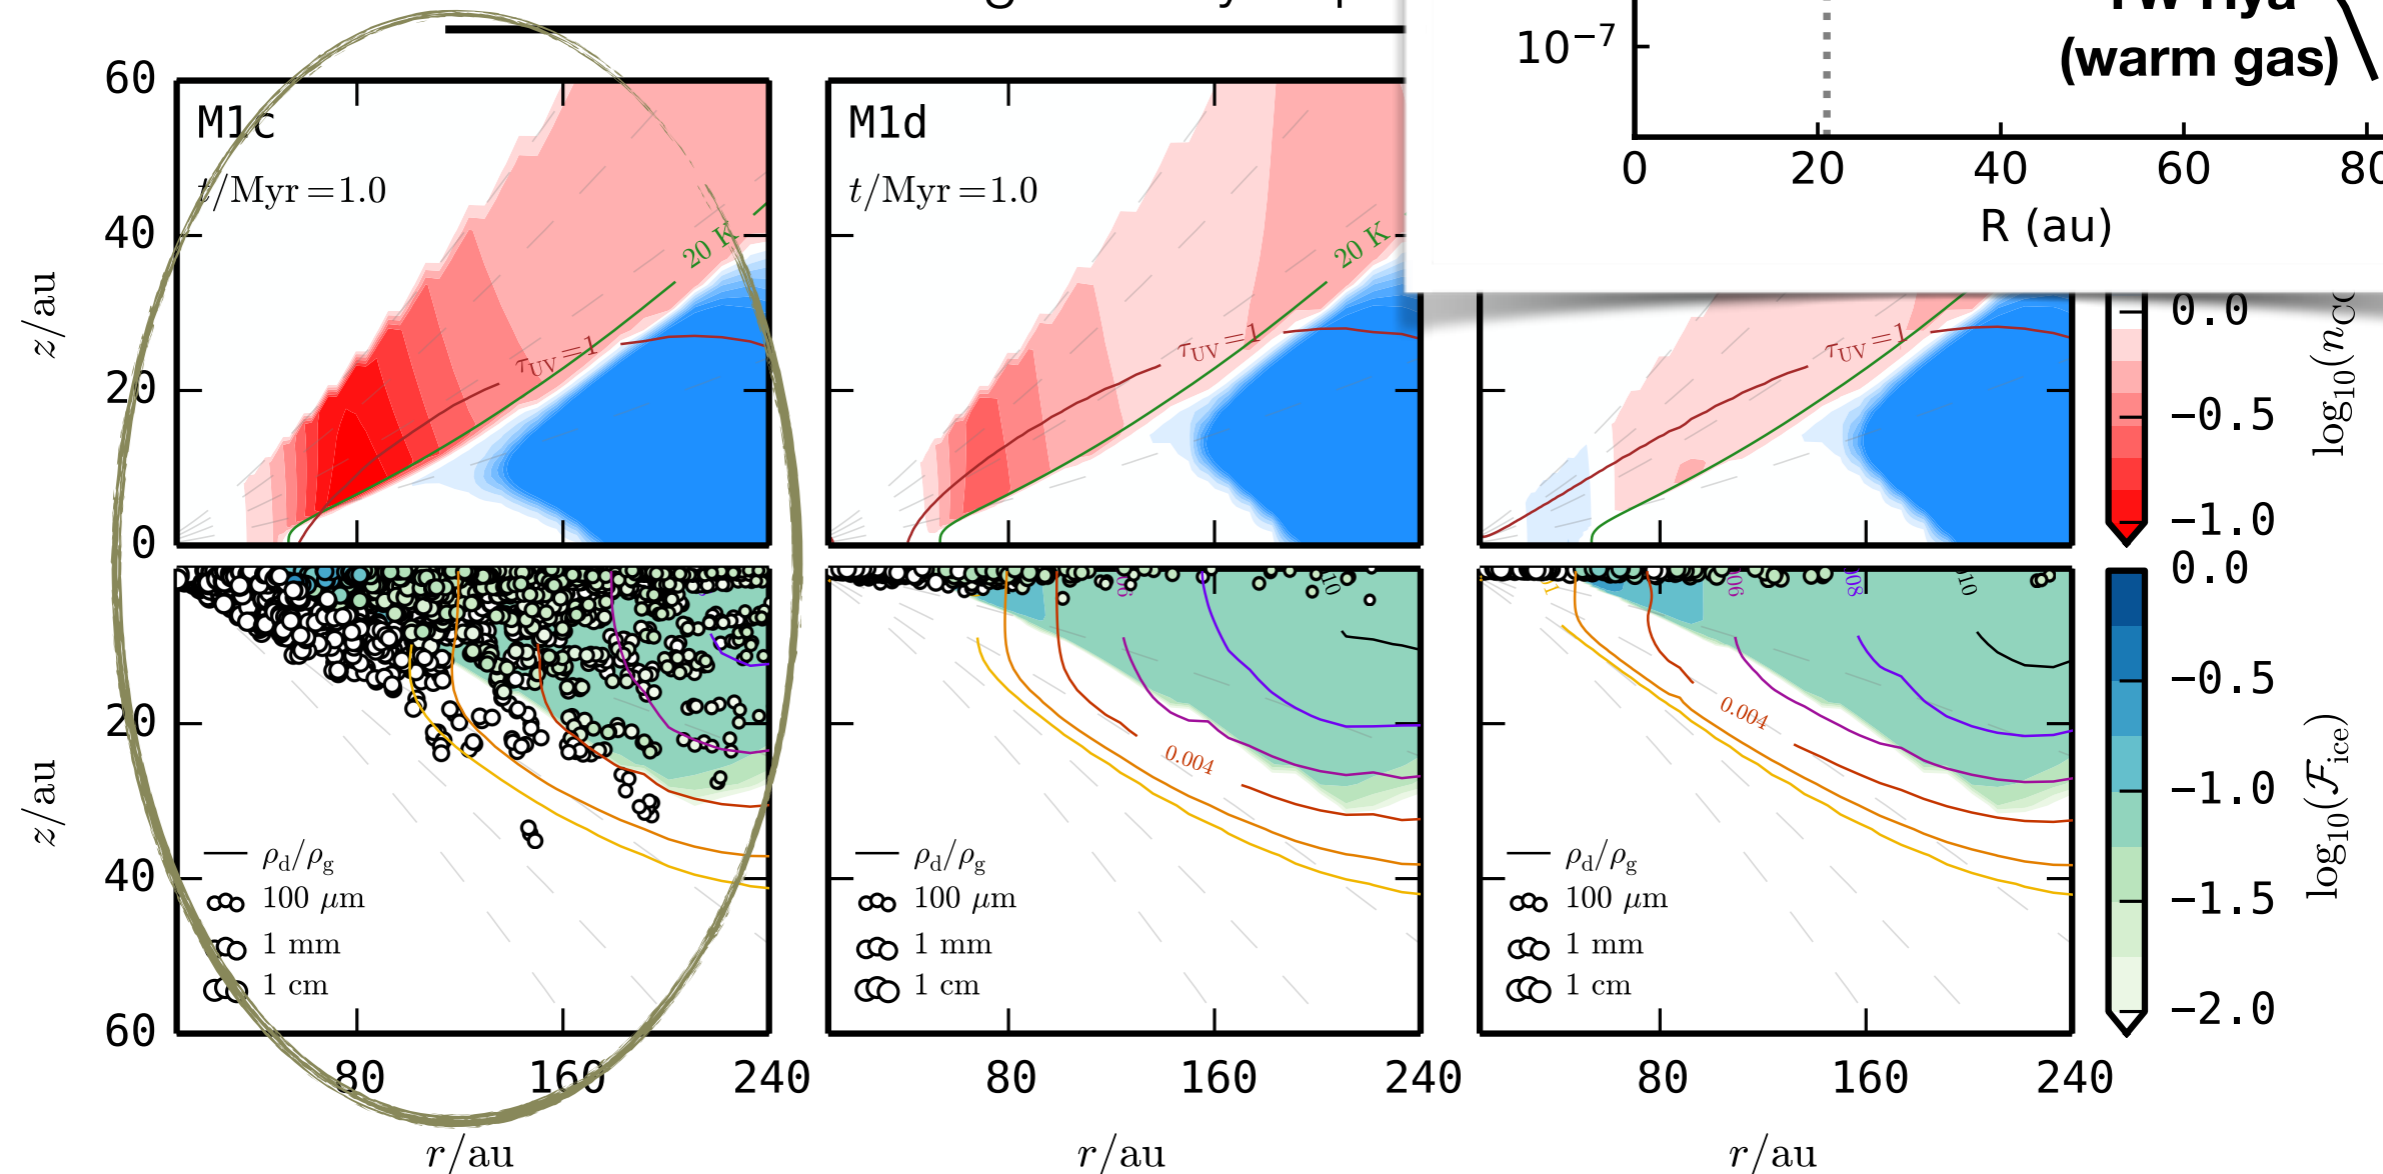 10⁻⁷
(warm gas)
0 20 40 60
R (au)
60
40
20
0
z/au
M1c
t/Myr = 1.0
20 K
τUV = 1
M1d
t/Myr = 1.0
20 K
τUV = 1
τUV = 1
0.0
−0.5
−1.0
20
40
60
z/au
ρd/ρg
100 μm
1 mm
1 cm
0.004
ρd/ρg
100 μm
1 mm
1 cm
0.004
ρd/ρg
100 μm
1 mm
1 cm
0.0
−0.5
−1.0
−1.5
−2.0
log₁₀(ℱice)
80 160 240
80 160 240
80 160 240
r/au
r/au
r/au